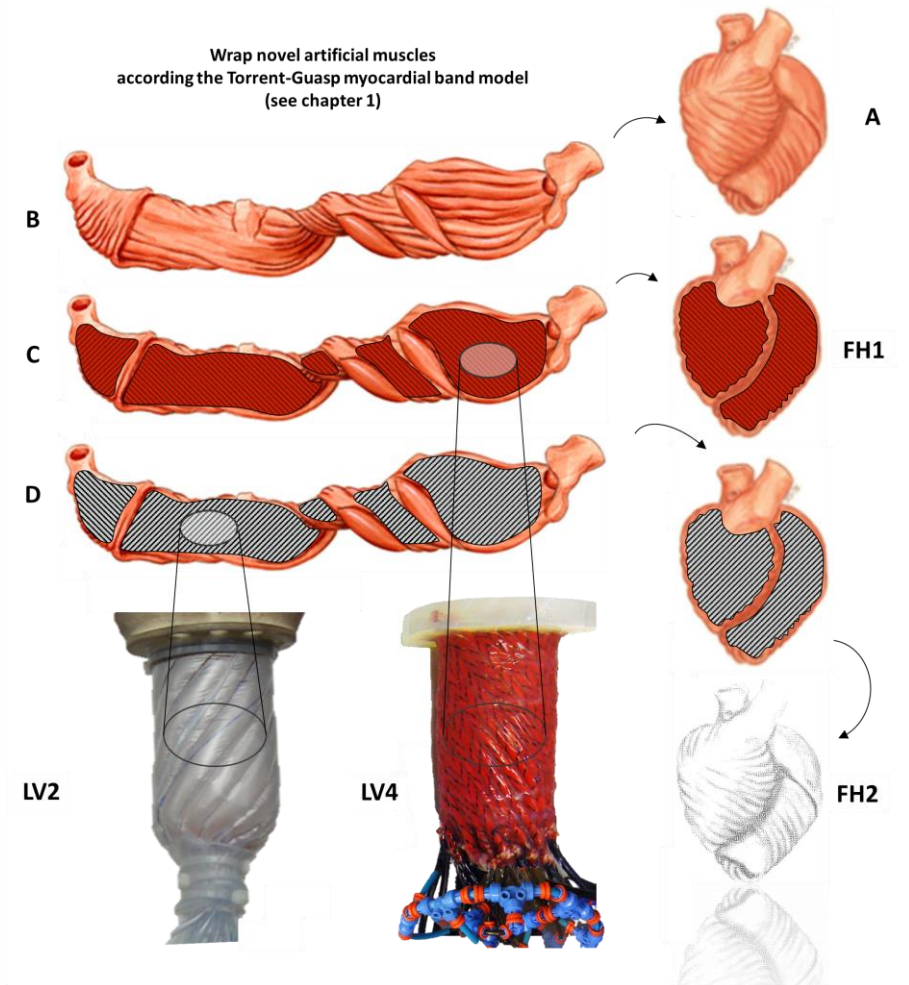 Wrap novel artificial muscles
according the Torrent-Guasp myocardial band model
(see chapter 1)
A
B
C
FH1
D
LV2
LV4
FH2